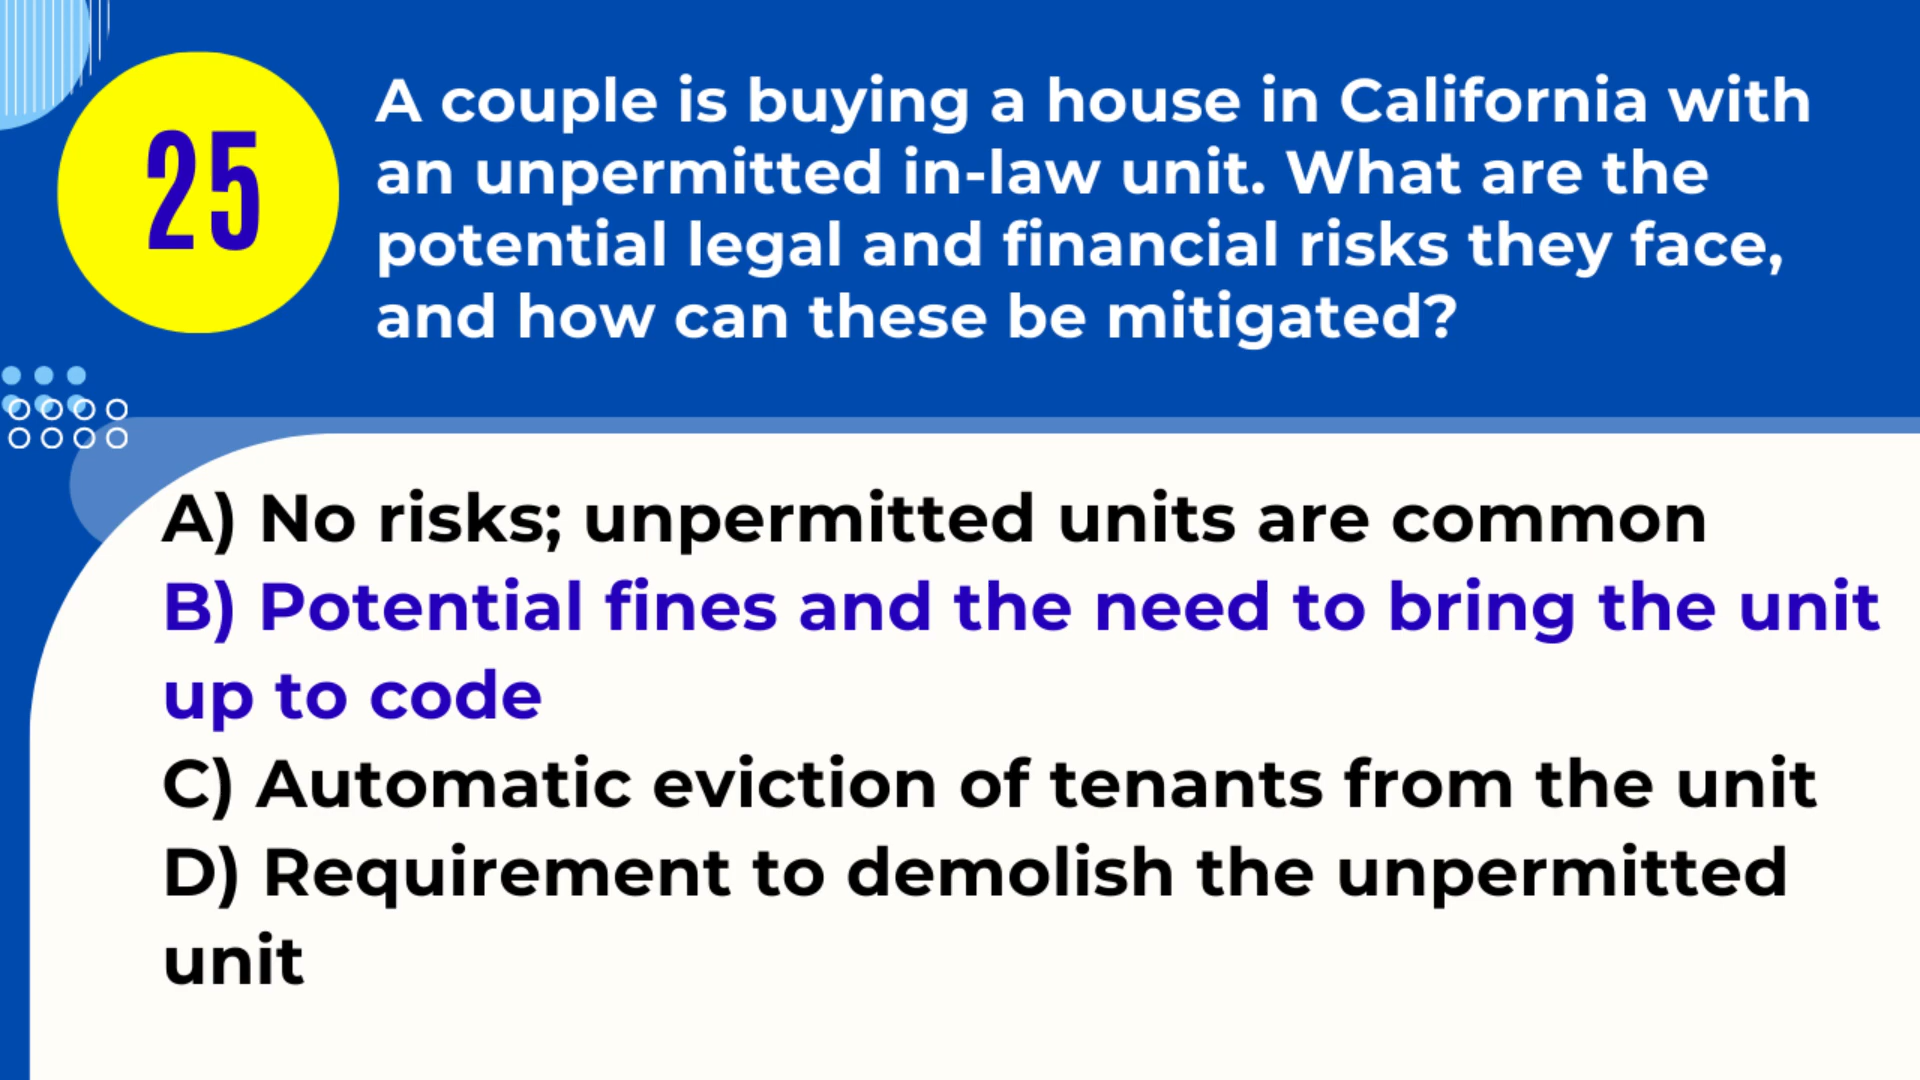 25
A couple is buying a house in California with
an unpermitted in-law unit. What are the
potential legal and financial risks they face,
and how can these be mitigated?
A) No risks; unpermitted units are common
B) Potential fines and the need to bring the unit
up to code
C) Automatic eviction of tenants from the unit
D) Requirement to demolish the unpermitted
unit